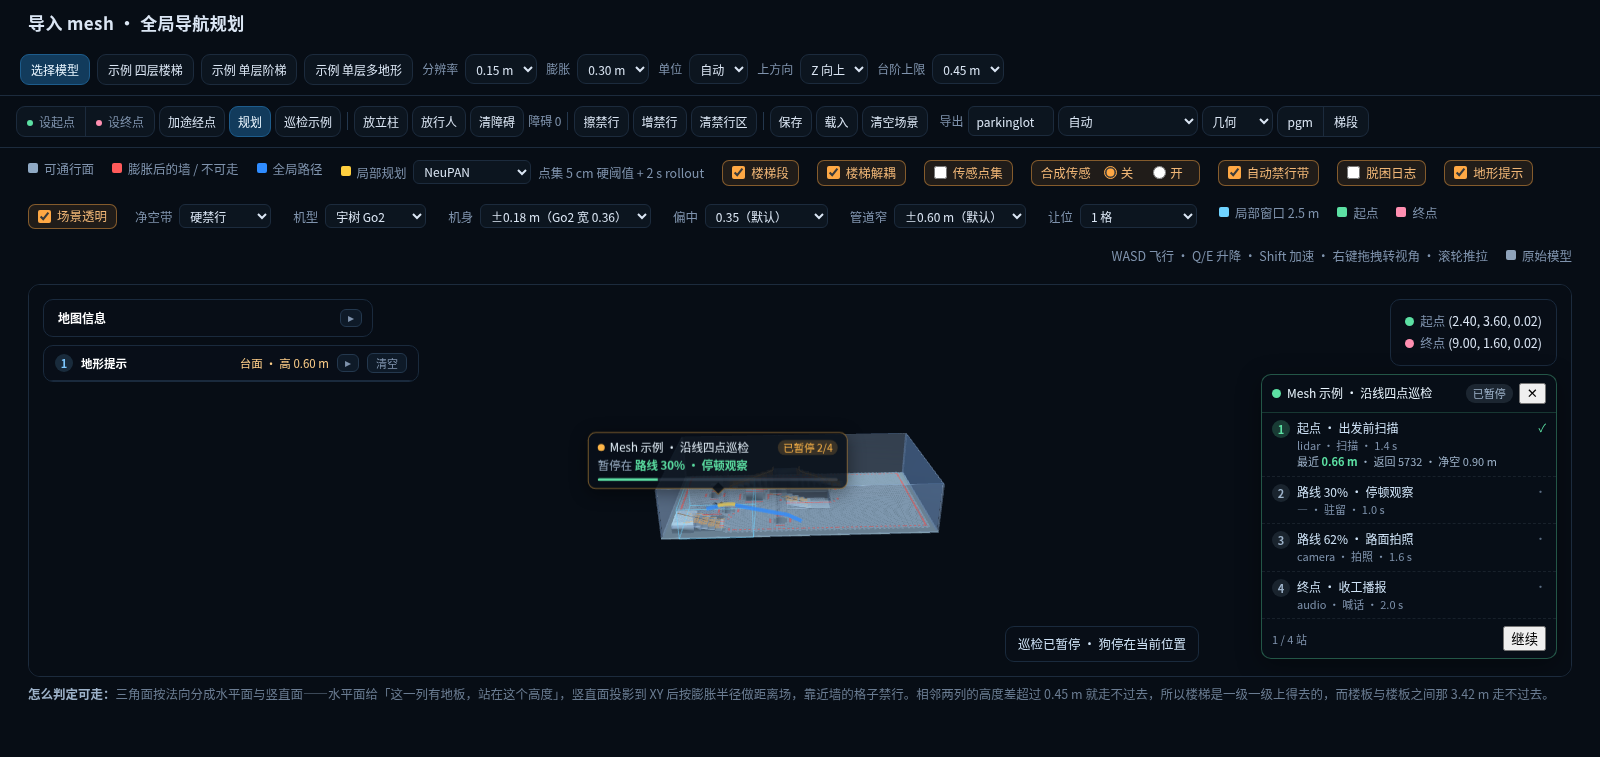 导入 mesh · 全局导航规划
选择模型 示例 四层楼梯 示例 单层阶梯 示例 单层多地形 分辨率 0.15 m 膨胀 0.30 m 单位 自动 上方向 Z 向上 台阶上限 0.45 m
设起点 设终点 加途经点 规划 巡检示例 放立柱 放行人 清障碍 障碍 0 擦禁行 增禁行 清禁行区 保存 载入 清空场景 导出 parkinglot 自动 几何 pgm 梯段
可通行面 膨胀后的墙 / 不可走 全局路径 局部规划 NeuPAN 点集 5 cm 硬阈值 + 2 s rollout 楼梯段 楼梯解耦 传感点集 合成传感 关 开 自动禁行带 脱困日志 地形提示
场景透明 净空带 硬禁行 机型 宇树 Go2 机身 ±0.18 m（Go2 宽 0.36） 偏中 0.35（默认） 管道窄 ±0.60 m（默认） 让位 1 格 局部窗口 2.5 m 起点 终点
WASD 飞行 · Q/E 升降 · Shift 加速 · 右键拖拽转视角 · 滚轮推拉 原始模型
地图信息
1 地形提示 台面 · 高 0.60 m 清空
起点 (2.40, 3.60, 0.02)
终点 (9.00, 1.60, 0.02)
Mesh 示例 · 沿线四点巡检 已暂停 2/4
暂停在 路线 30% · 停顿观察
Mesh 示例 · 沿线四点巡检 已暂停 ✕
1 起点 · 出发前扫描 ✓
lidar · 扫描 · 1.4 s
最近 0.66 m · 返回 5732 · 净空 0.90 m
2 路线 30% · 停顿观察 ·
— · 驻留 · 1.0 s
3 路线 62% · 路面拍照 ·
camera · 拍照 · 1.6 s
4 终点 · 收工播报 ·
audio · 喊话 · 2.0 s
1 / 4 站 继续
巡检已暂停 · 狗停在当前位置
怎么判定可走：三角面按法向分成水平面与竖直面——水平面给「这一列有地板，站在这个高度」，竖直面投影到 XY 后按膨胀半径做距离场，靠近墙的格子禁行。相邻两列的高度差超过 0.45 m 就走不过去，所以楼梯是一级一级上得去的，而楼板与楼板之间那 3.42 m 走不过去。